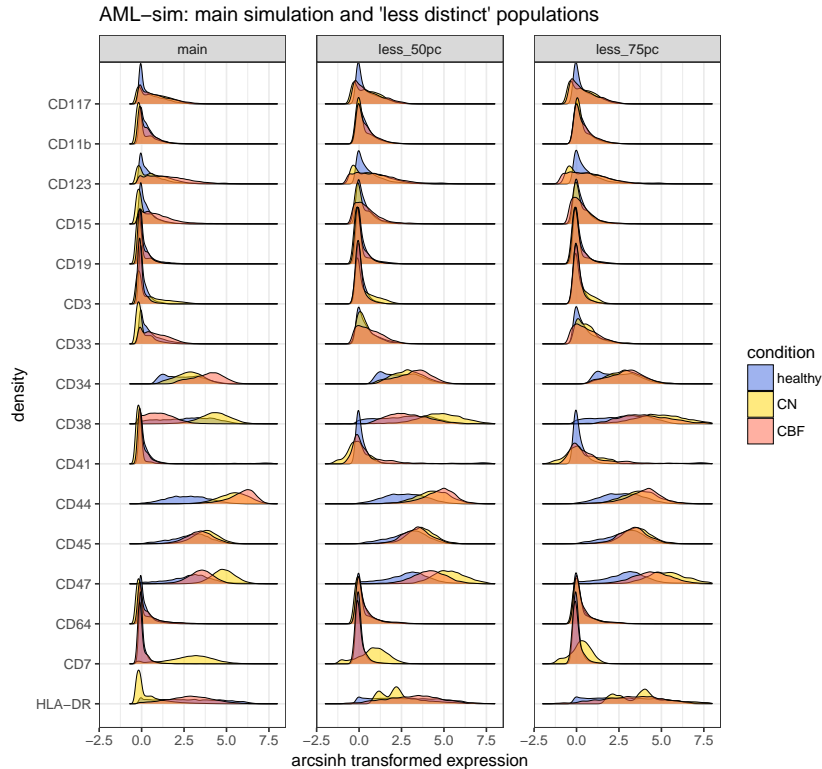 AML−sim: main simulation and 'less distinct' populations
main less_50pc less_75pc
CD117
CD11b
CD123
CD15
CD19
CD3
CD33
CD34
CD38
CD41
CD44
CD45
CD47
CD64
CD7
HLA−DR
density
condition
healthy
CN
CBF
−2.5 0.0 2.5 5.0 7.5 −2.5 0.0 2.5 5.0 7.5 −2.5 0.0 2.5 5.0 7.5
arcsinh transformed expression